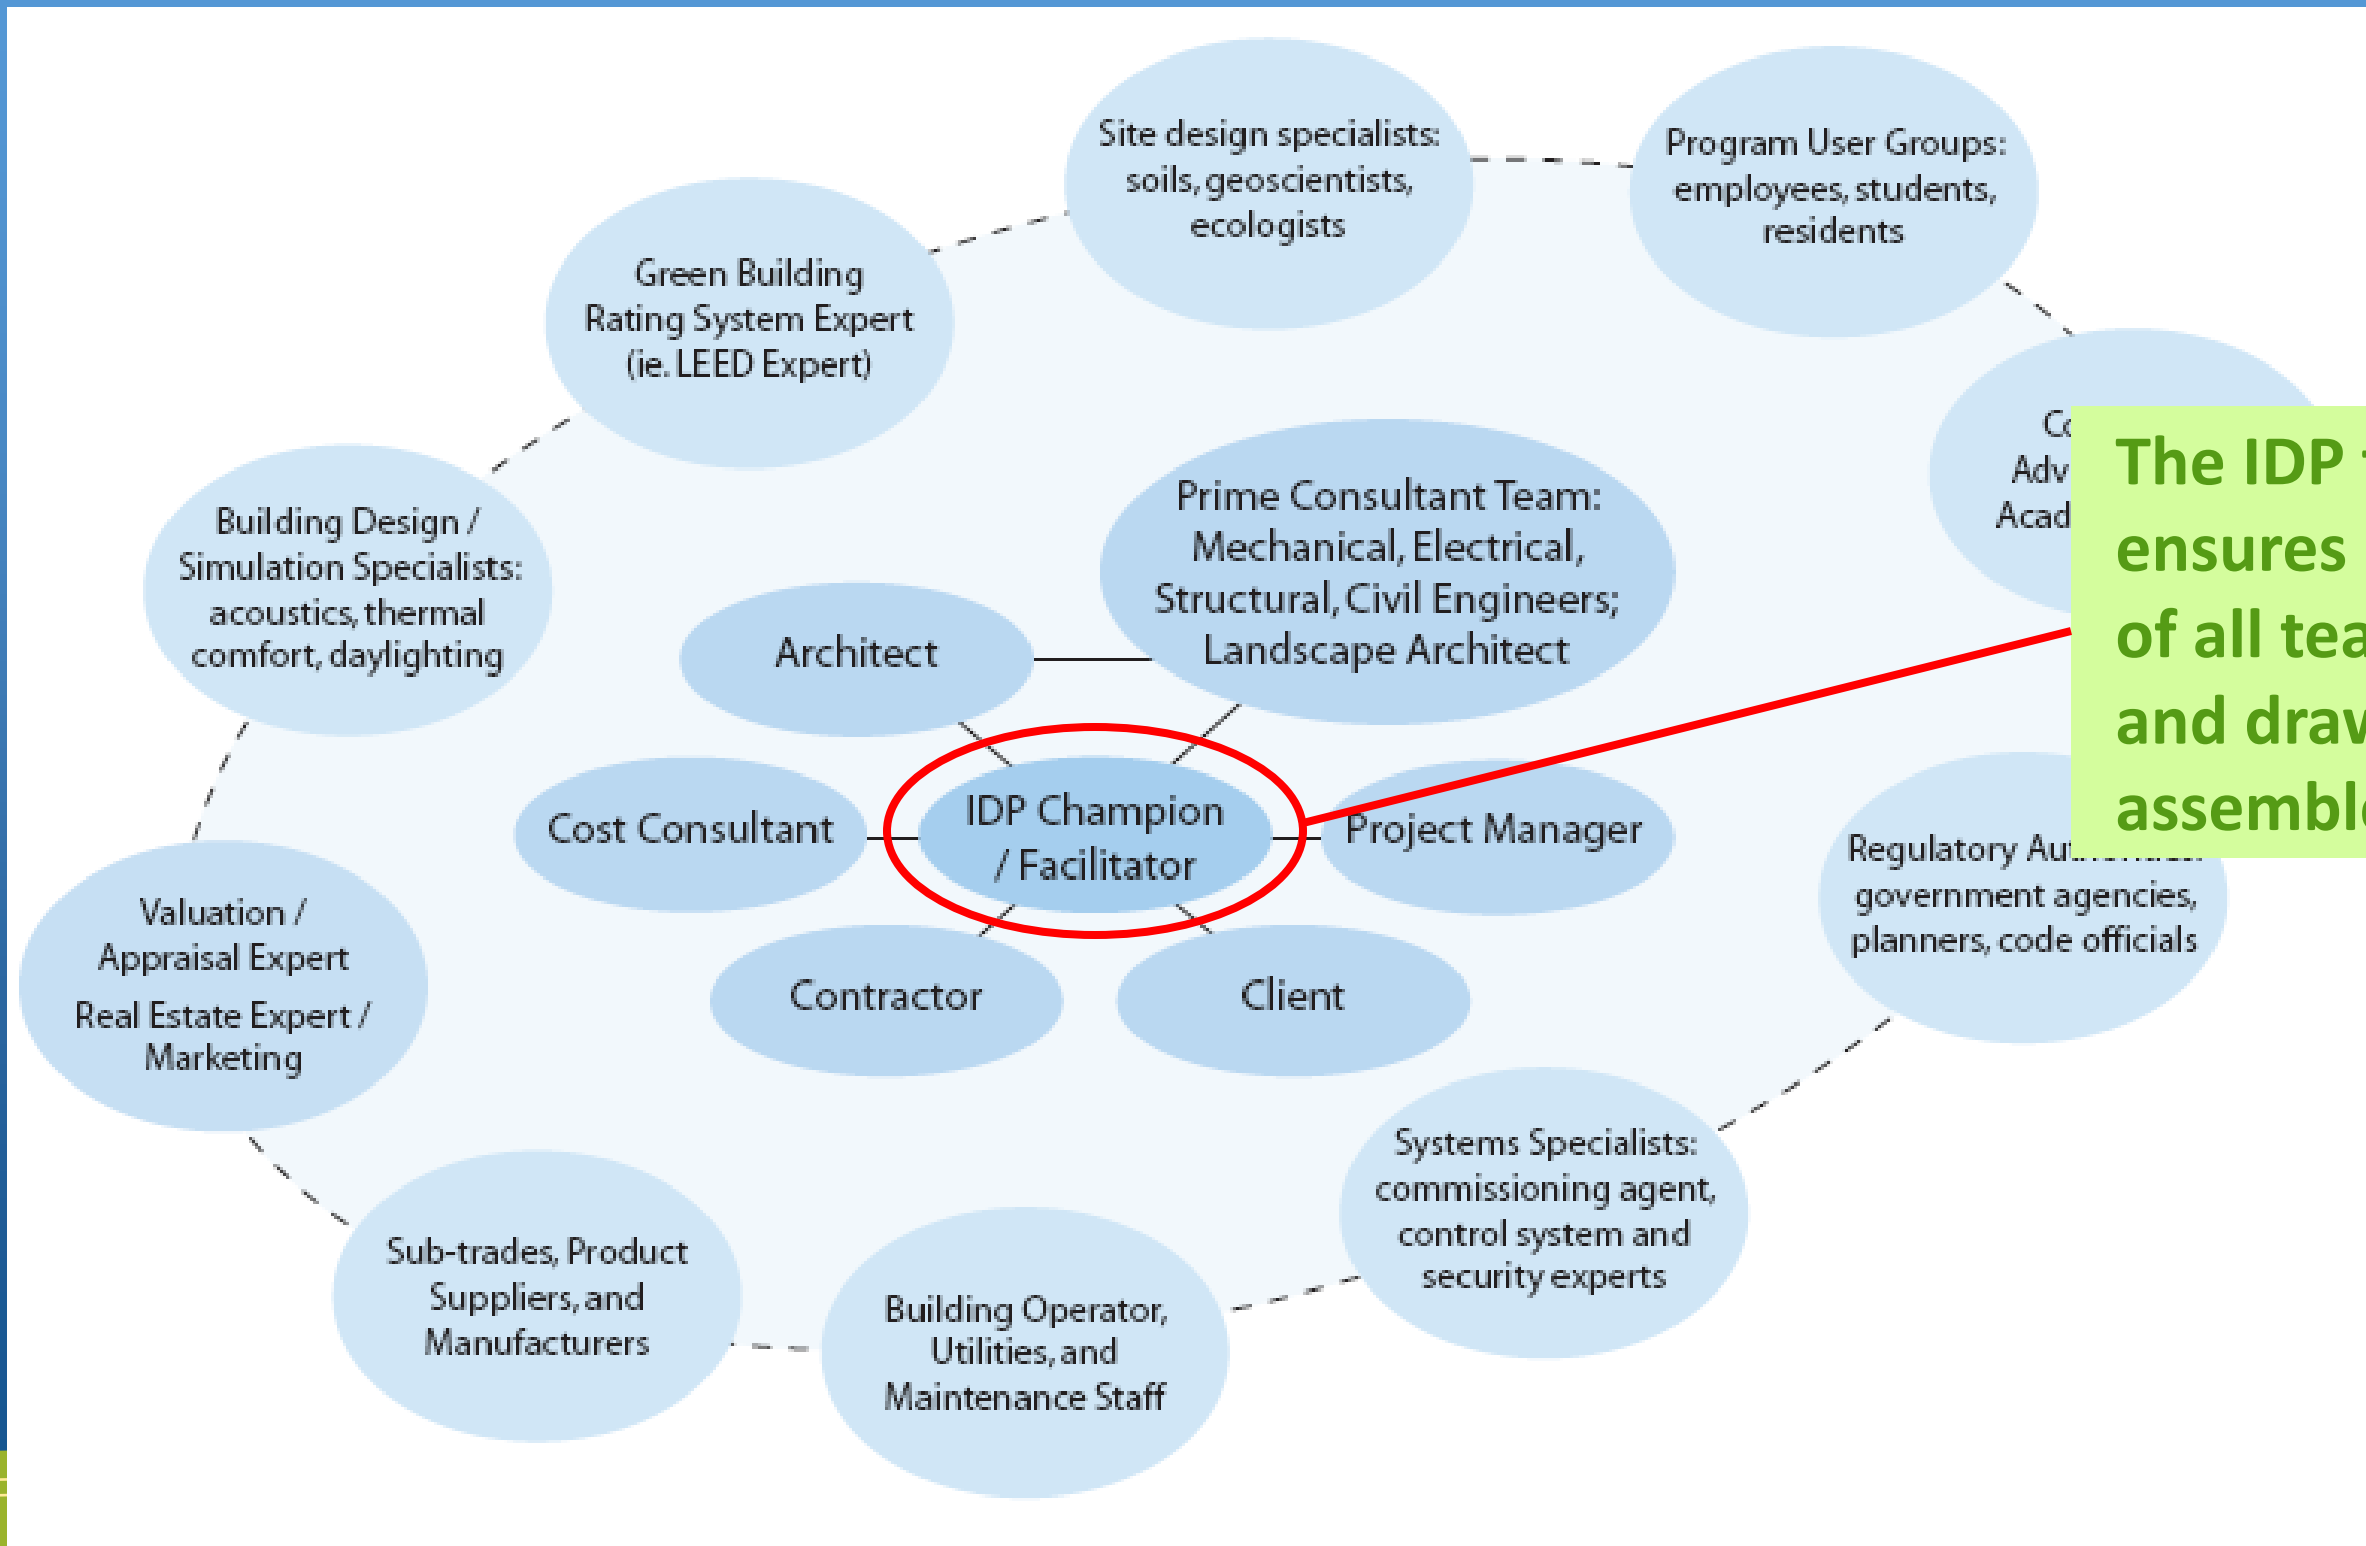 Site design specialists:
soils, geoscientists,
ecologists
Program User Groups:
employees, students,
residents
Green Building
Rating System Expert
(ie. LEED Expert)
The IDP
ensures
of all
and
Prime Consultant Team:
Mechanical, Electrical,
Structural, Civil Engineers;
Landscape Architect
Building Design /
Simulation Specialists:
acoustics, thermal
comfort, daylighting
Architect
Cost Consultant
IDP Champion
/ Facilitator
Project Manager
Regulatory
government agencies,
planners, code officials
Valuation /
Appraisal Expert
Real Estate Expert /
Marketing
Contractor
Client
Systems Specialists:
commissioning agent,
control system and
security experts
Sub-trades, Product
Suppliers, and
Manufacturers
Building Operator,
Utilities, and
Maintenance Staff